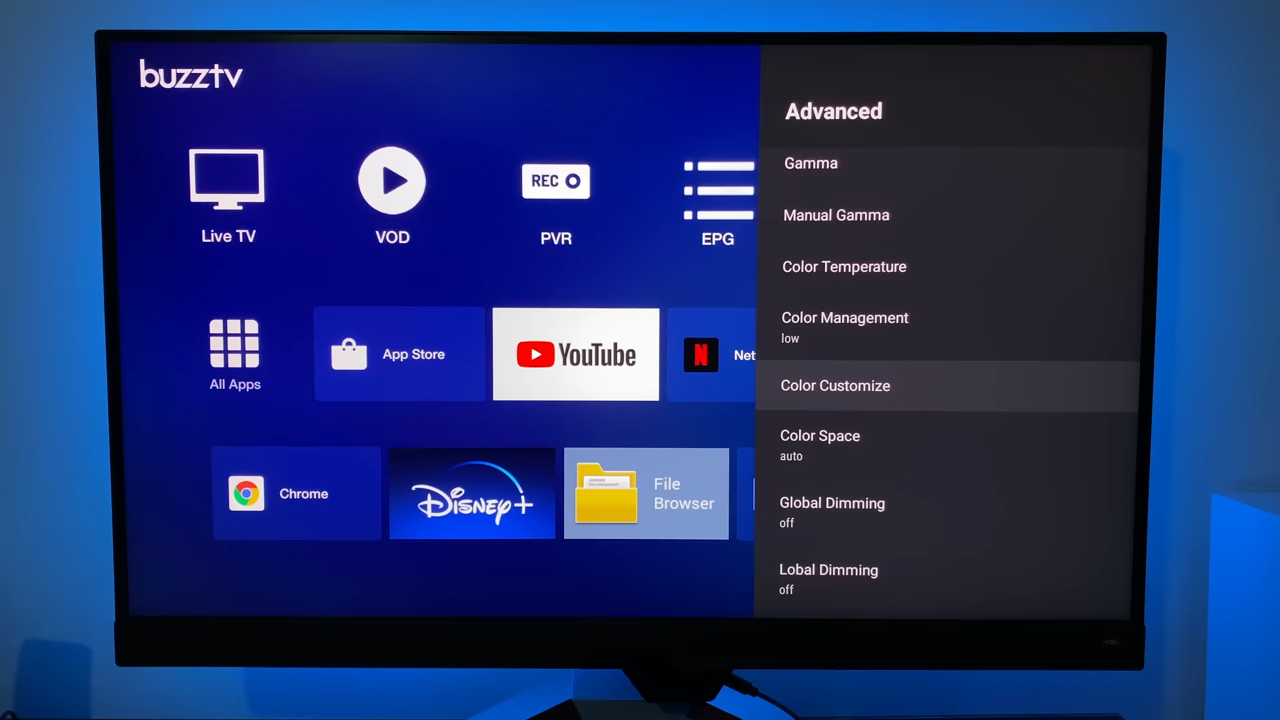 buzztv
Live TV
VOD
REC
PVR
EPG
All Apps
App Store
YouTube
Net
Chrome
Disney+
File
Browser
Advanced
Gamma
Manual Gamma
Color Temperature
Color Management
low
Color Customize
Color Space
auto
Global Dimming
off
Lobal Dimming
off